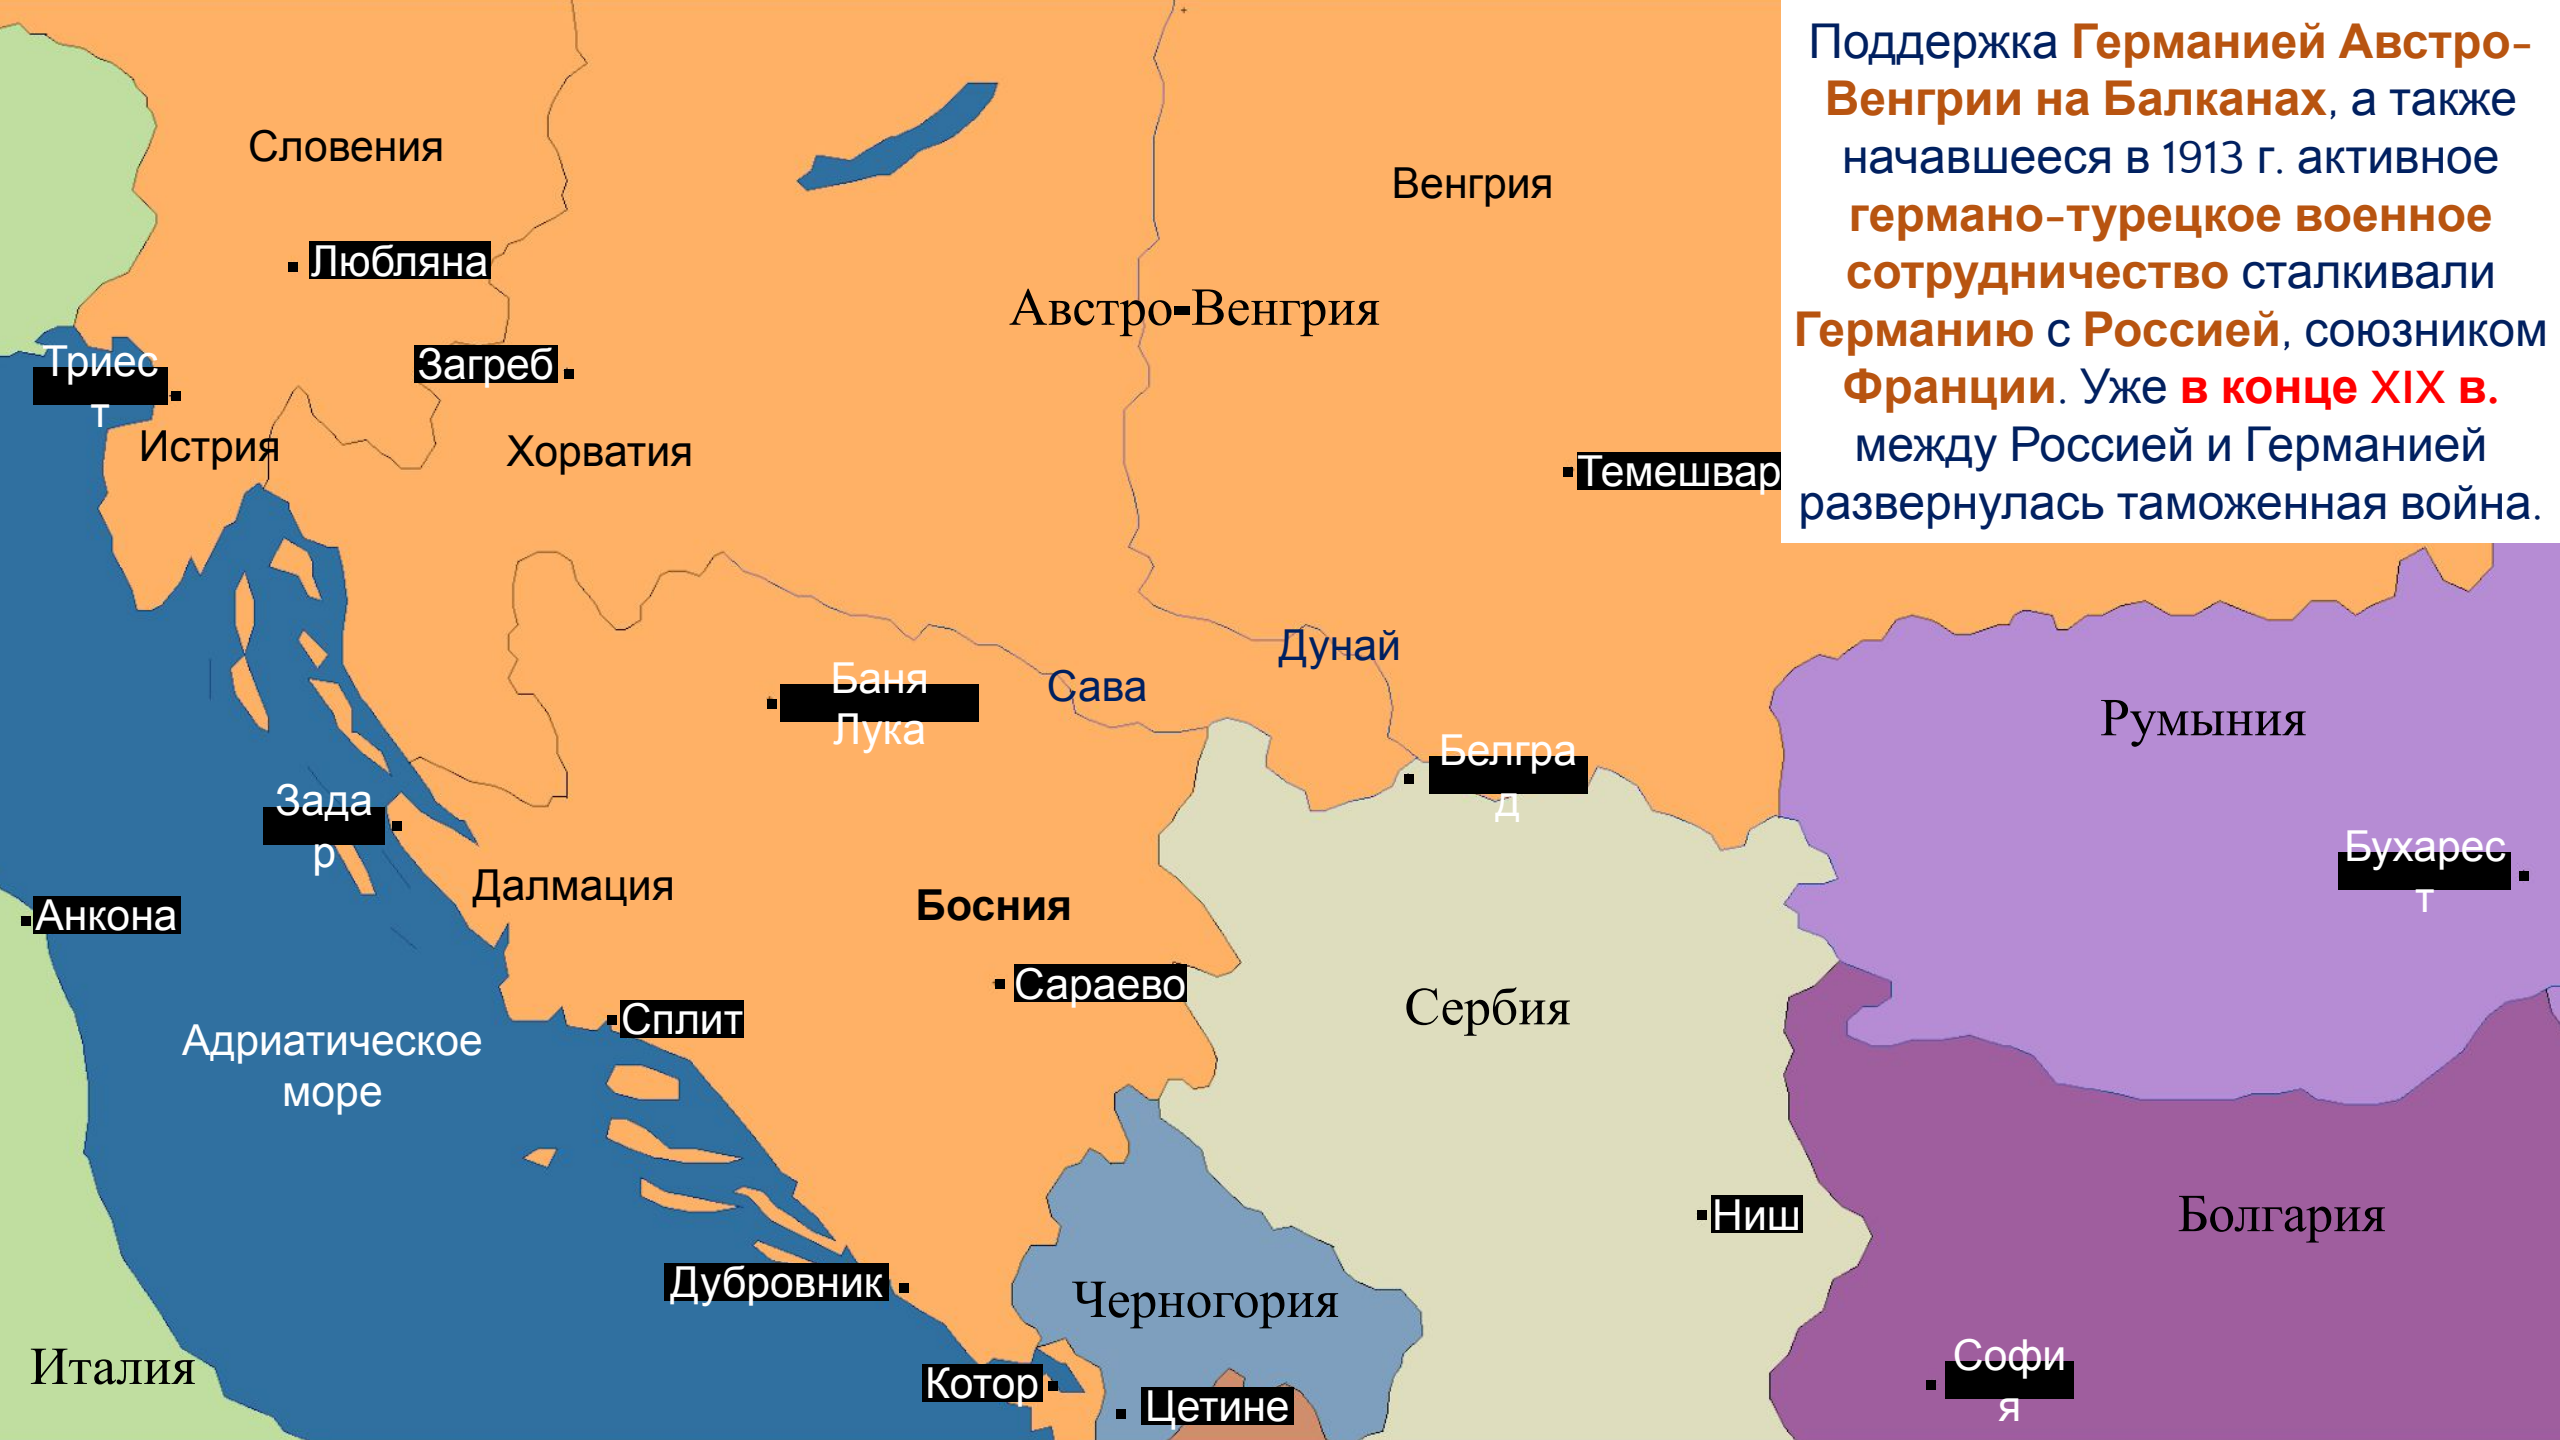 Поддержка Германией Австро-
Венгрии на Балканах, а также
начавшееся в 1913 г. активное
германо-турецкое военное
сотрудничество сталкивали
Германию с Россией, союзником
Франции. Уже в конце XIX в.
между Россией и Германией
развернулась таможенная война.
Словения
Венгрия
Любляна
Австро-Венгрия
Триес
т
Загреб
Истрия
Хорватия
Темешвар
Дунай
Сава
Баня
Лука
Румыния
Белгра
д
Зада
р
Бухарес
т
Далмация
Босния
Анкона
Сараево
Сербия
Сплит
Адриатическое
море
Ниш
Болгария
Дубровник
Черногория
Италия
Софи
я
Котор
Цетине